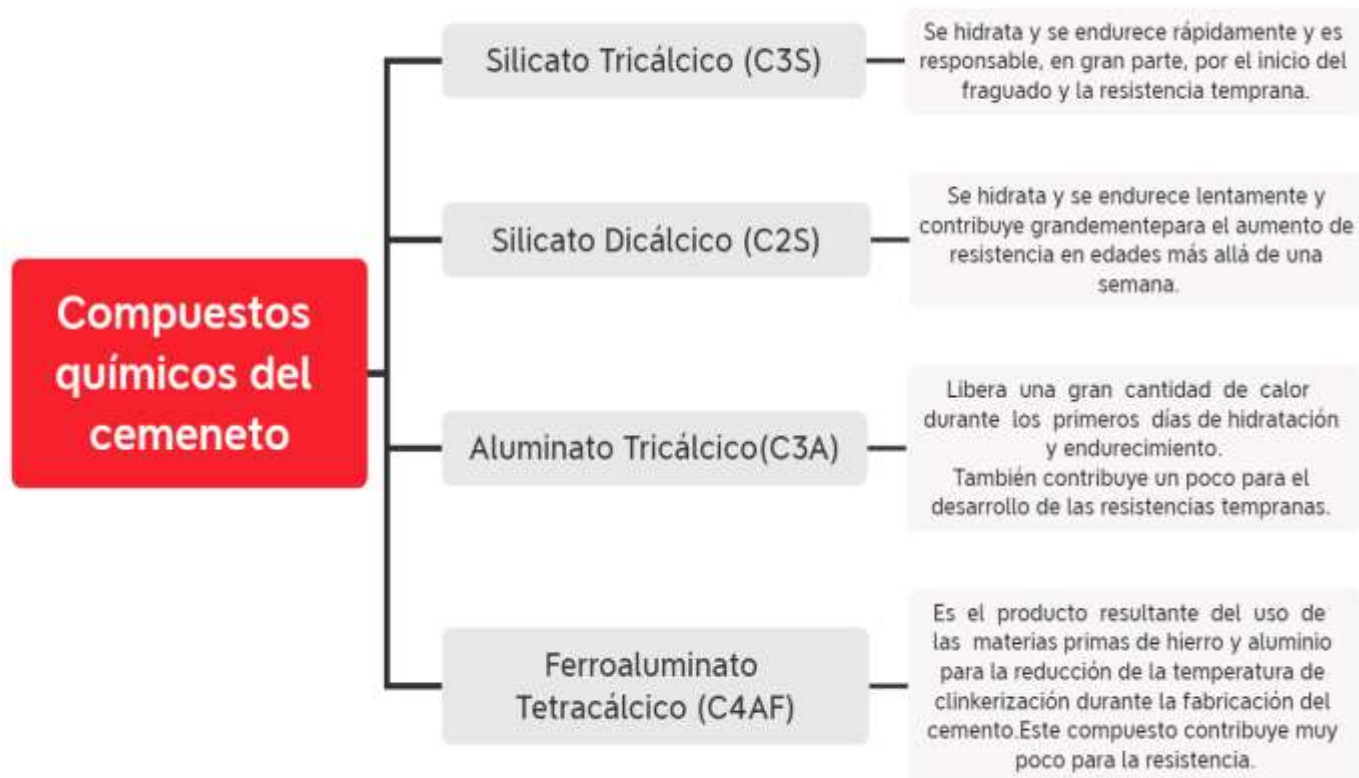 Compuestos
químicos del
cemeneto
Silicato Tricálcico (C3S)
Se hidrata y se endurece rápidamente y es
responsable, en gran parte, por el inicio del
fraguado y la resistencia temprana.
Silicato Dicálcico (C2S)
Se hidrata y se endurece lentamente y
contribuye grandementepara el aumento de
resistencia en edades más allá de una
semana.
Aluminato Tricálcico(C3A)
Libera una gran cantidad de calor
durante los primeros días de hidratación
y endurecimiento.
También contribuye un poco para el
desarrollo de las resistencias tempranas.
Ferroaluminato
Tetracálcico (C4AF)
Es el producto resultante del uso de
las materias primas de hierro y aluminio
para la reducción de la temperatura de
clinkerización durante la fabricación del
cemento.Este compuesto contribuye muy
poco para la resistencia.